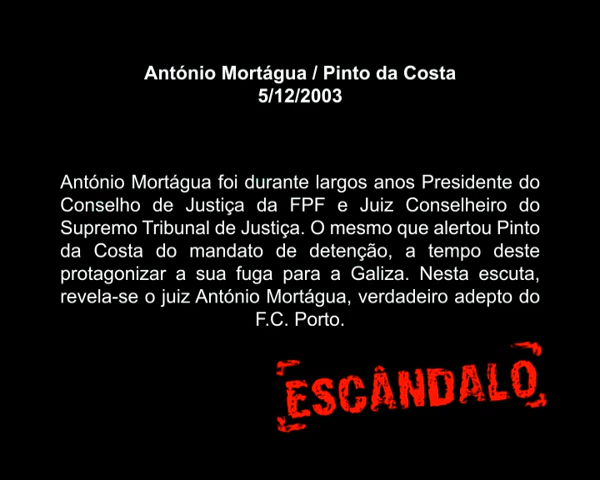 António Mortágua / Pinto da Costa
5/12/2003
António Mortágua foi durante largos anos Presidente do
Conselho de Justiça da FPF e Juiz Conselheiro do
Supremo Tribunal de Justiça. O mesmo que alertou Pinto
da Costa do mandato de detenção, a tempo deste
protagonizar a sua fuga para a Galiza. Nesta escuta,
revela-se o juiz António Mortágua, verdadeiro adepto do
F.C. Porto.
ESCÂNDALO